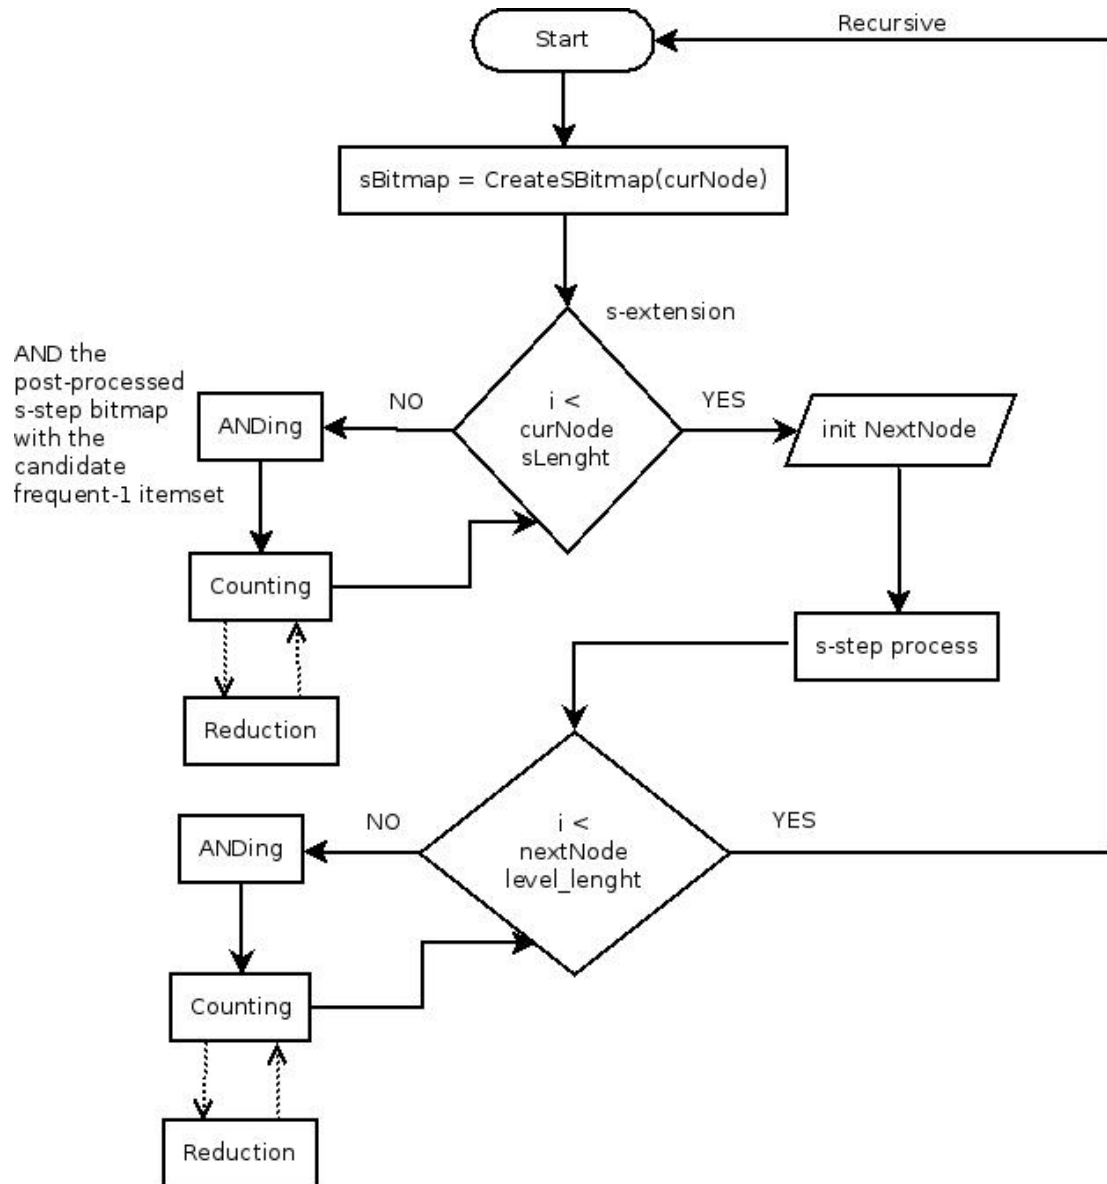 Recursive
Start
sBitmap = CreateSBitmap(curNode)
s-extension
AND the
post-processed
s-step bitmap
with the
candidate
frequent-1 itemset
ANDing
NO
i <
curNode
sLenght
YES
init NextNode
Counting
s-step process
Reduction
ANDing
NO
i <
nextNode
level_lenght
YES
Counting
Reduction